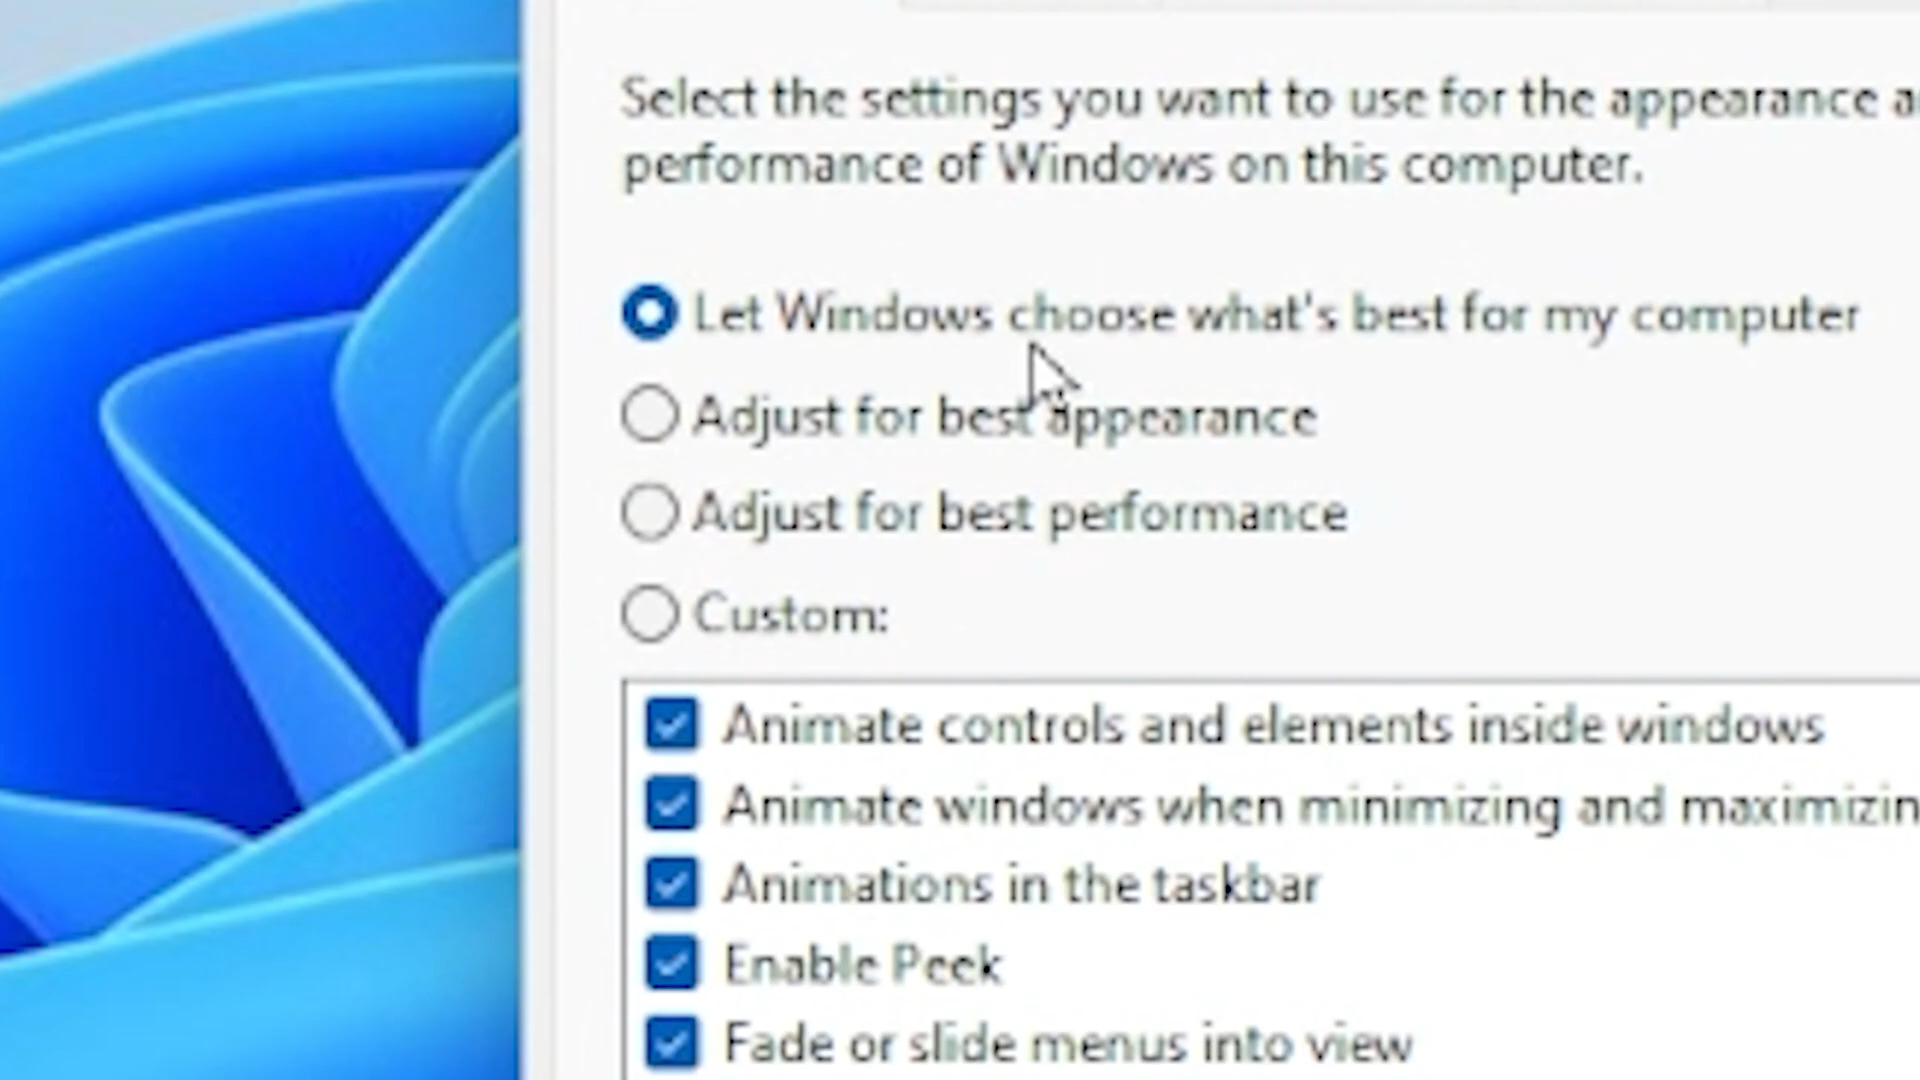 Select the settings you want to use for the appearance
performance of Windows on this computer.
Let Windows choose what's best for my computer
Adjust for best appearance
Adjust for best performance
Custom:
Animate controls and elements inside windows
Animate windows when minimizing and maximizin
Animations in the taskbar
Enable Peek
Fade or slide menus into view